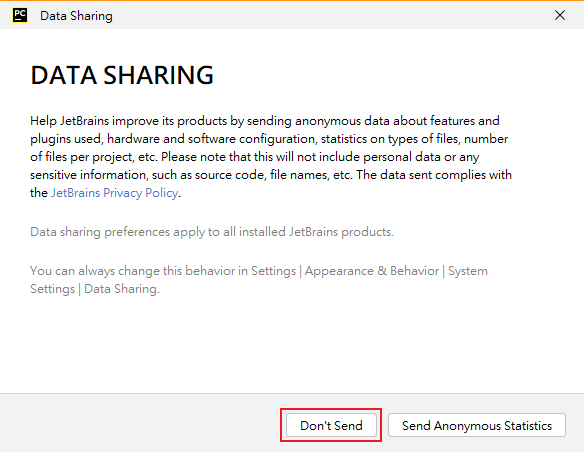 PC Data Sharing
DATA SHARING
Help JetBrains improve its products by sending anonymous data about features and
plugins used, hardware and software configuration, statistics on types of files, number
of files per project, etc. Please note that this will not include personal data or any
sensitive information, such as source code, file names, etc. The data sent complies with
the JetBrains Privacy Policy.
Data sharing preferences apply to all installed JetBrains products.
You can always change this behavior in Settings | Appearance & Behavior | System
Settings | Data Sharing.
Don't Send Send Anonymous Statistics